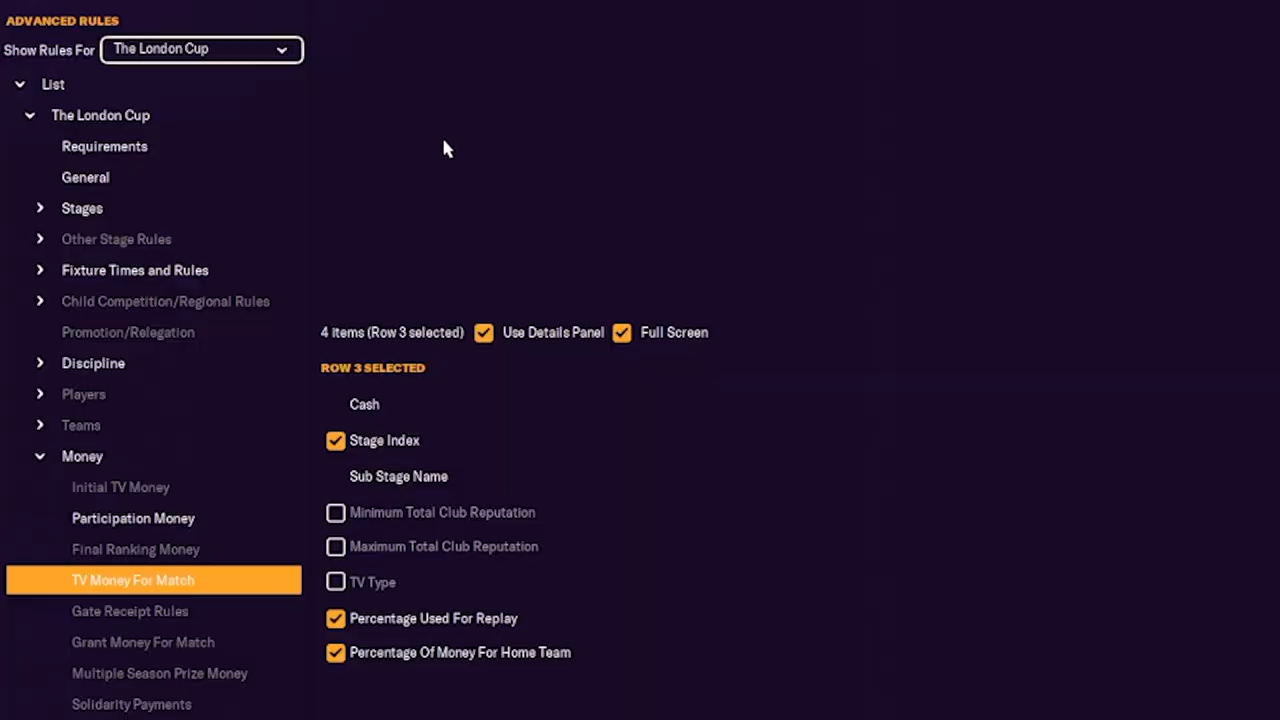 ADVANCED RULES
Show Rules For The London Cup
List
The London Cup
Requirements
General
Stages
Other Stage Rules
Fixture Times and Rules
Child Competition/Regional Rules
Promotion/Relegation
Discipline
Players
Teams
Money
Initial TV Money
Participation Money
Final Ranking Money
TV Money For Match
Gate Receipt Rules
Grant Money For Match
Multiple Season Prize Money
Solidarity Payments
4 items (Row 3 selected) Use Details Panel Full Screen
ROW 3 SELECTED
Cash
Stage Index
Sub Stage Name
Minimum Total Club Reputation
Maximum Total Club Reputation
TV Type
Percentage Used For Replay
Percentage Of Money For Home Team